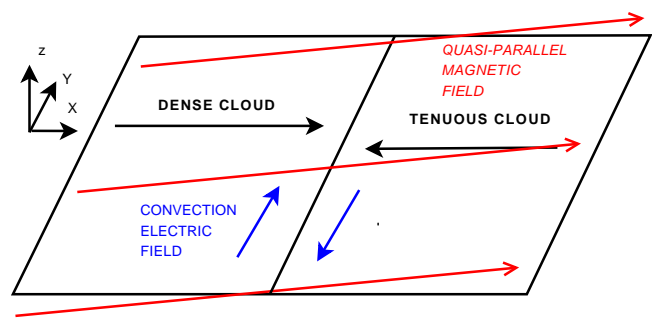 z
Y
X
QUASI-PARALLEL
MAGNETIC
FIELD
DENSE CLOUD
TENUOUS CLOUD
CONVECTION
ELECTRIC
FIELD